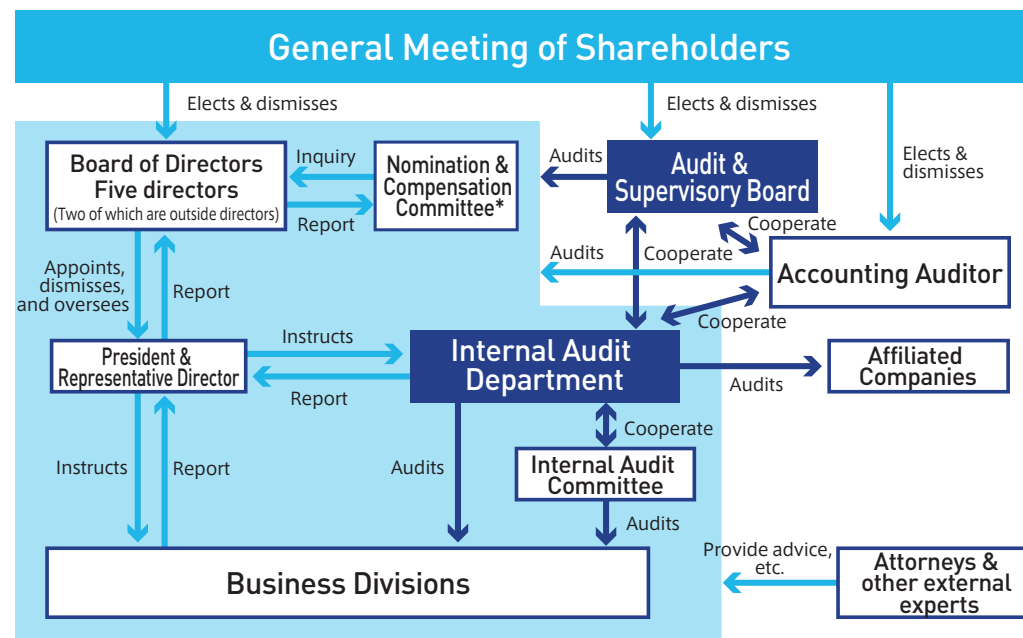 General Meeting of Shareholders
Elects & dismisses
Elects & dismisses
Elects &
dismisses
Board of Directors
Five directors
(Two of which are outside directors)
Inquiry
Report
Nomination &
Compensation
Committee*
Audits
Audit &
Supervisory Board
Cooperate
Cooperate
Audits
Accounting Auditor
Cooperate
Appoints,
dismisses,
and oversees
Report
President &
Representative Director
Instructs
Report
Internal Audit
Department
Audits
Affiliated
Companies
Cooperate
Internal Audit
Committee
Instructs
Report
Audits
Audits
Business Divisions
Provide advice,
etc.
Attorneys &
other external
experts